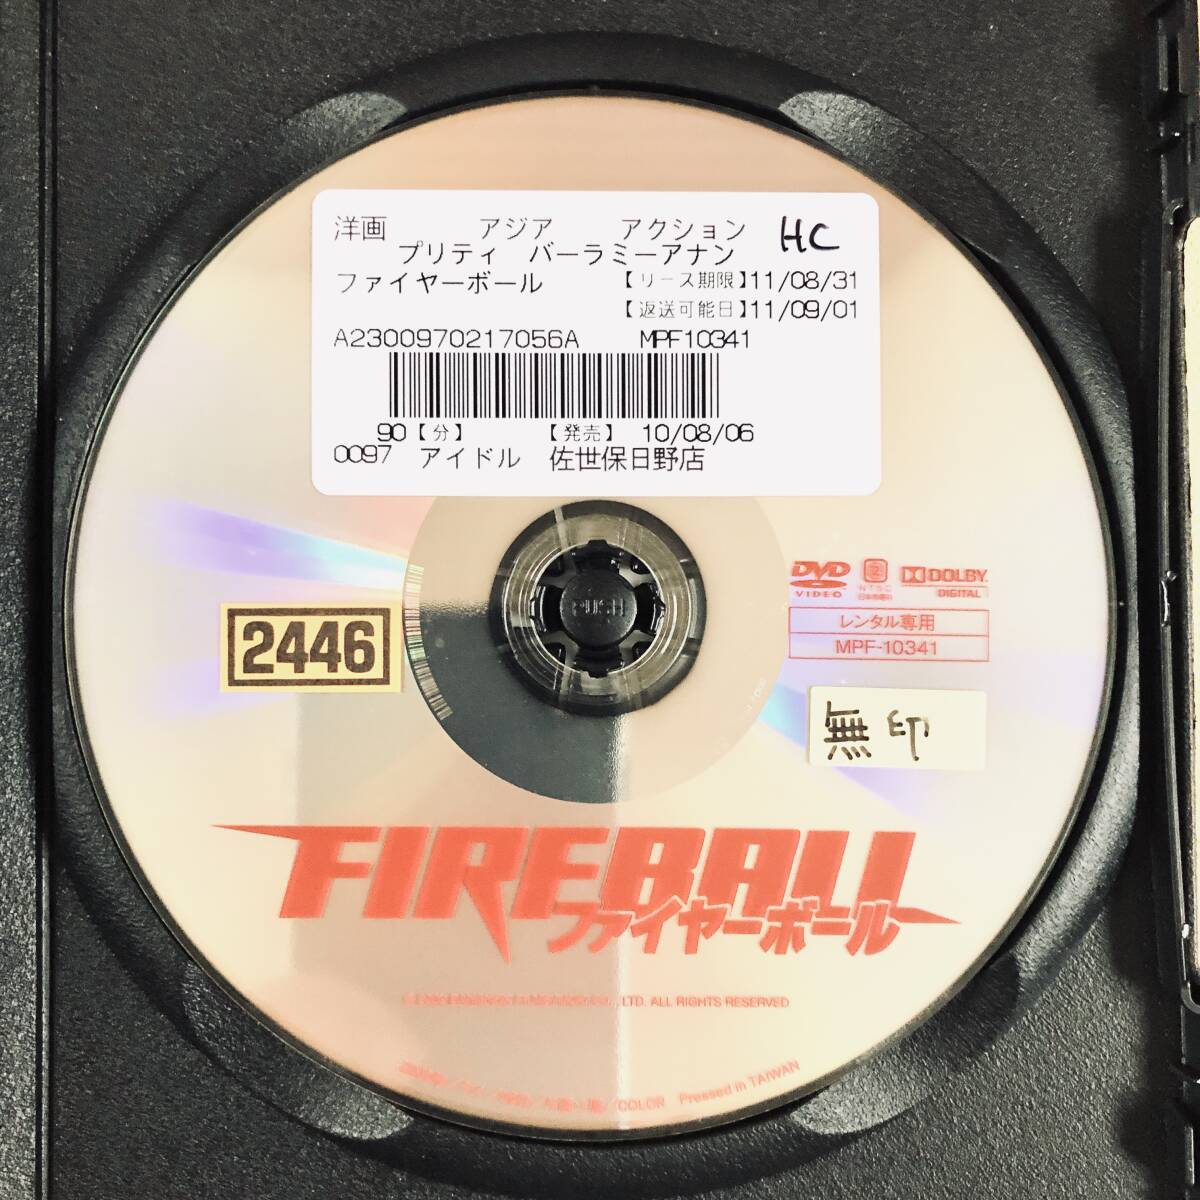 洋画 アジア アクション HC
プリティ バーラミーアナン
ファイヤーボール 【リース期限】11/08/31
【返送可能日】11/09/01
A2300970217056A MPF10341
90【分】 【発売】 10/08/06
0097 アイドル 佐世保日野店
PUSH
DVD VIDEO 2 NTSC DOLBY DIGITAL
レンタル専用
MPF-10341
2446
無印
FIREBALL
ファイヤーボール
LTD. ALL RIGHTS RESERVED
COLOR Pressed in TAIWAN